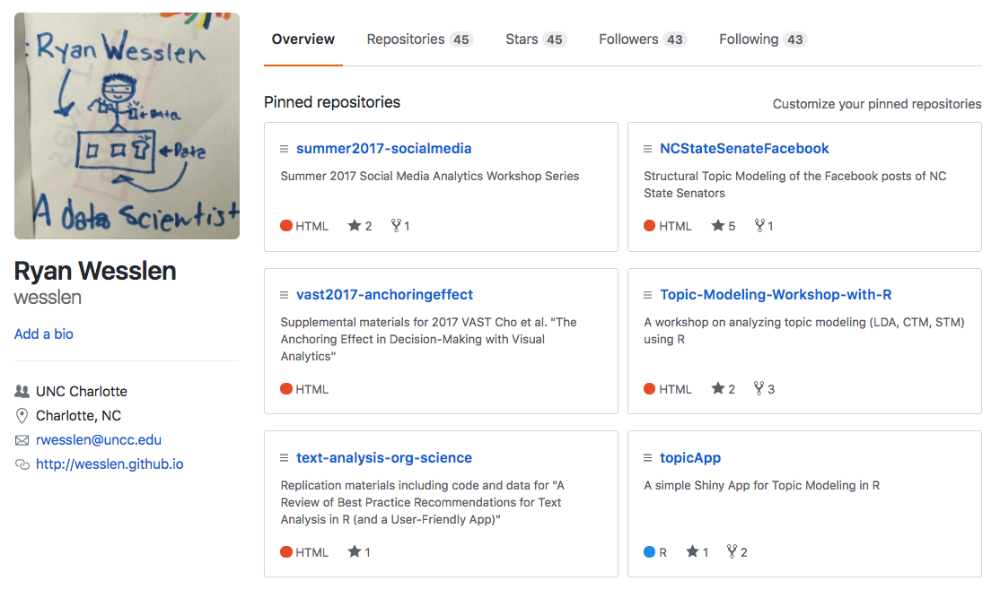 : Ryan Wesslen
←Data
←Data
A data scientist
Ryan Wesslen
wesslen
Add a bio
UNC Charlotte
Charlotte, NC
rwesslen@uncc.edu
http://wesslen.github.io
Overview Repositories 45 Stars 45 Followers 43 Following 43
Pinned repositories Customize your pinned repositories
summer2017-socialmedia
Summer 2017 Social Media Analytics Workshop Series
HTML 2 1
NCStateSenateFacebook
Structural Topic Modeling of the Facebook posts of NC
State Senators
HTML 5 1
vast2017-anchoringeffect
Supplemental materials for 2017 VAST Cho et al. "The
Anchoring Effect in Decision-Making with Visual
Analytics"
HTML
Topic-Modeling-Workshop-with-R
A workshop on analyzing topic modeling (LDA, CTM, STM)
using R
HTML 2 3
text-analysis-org-science
Replication materials including code and data for "A
Review of Best Practice Recommendations for Text
Analysis in R (and a User-Friendly App)"
HTML 1
topicApp
A simple Shiny App for Topic Modeling in R
R 1 2